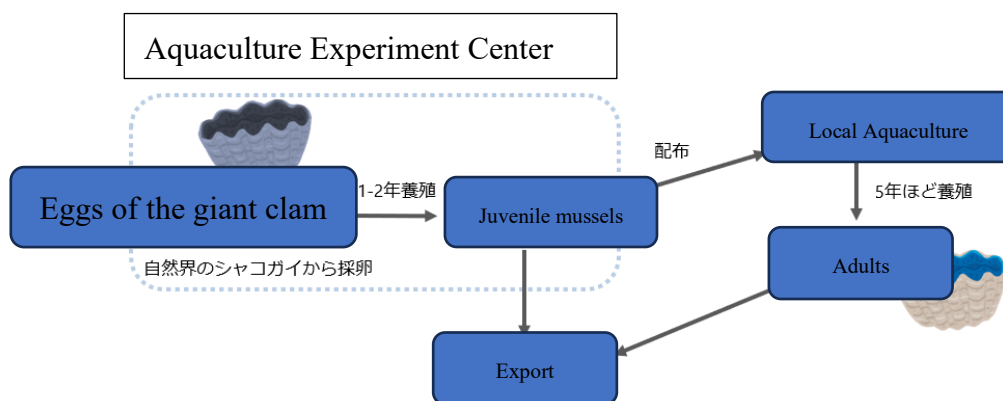 Aquaculture Experiment Center
Local Aquaculture
配布
Eggs of the giant clam
1-2年養殖
Juvenile mussels
5年ほど養殖
自然界のシャコガイから採卵
Adults
Export